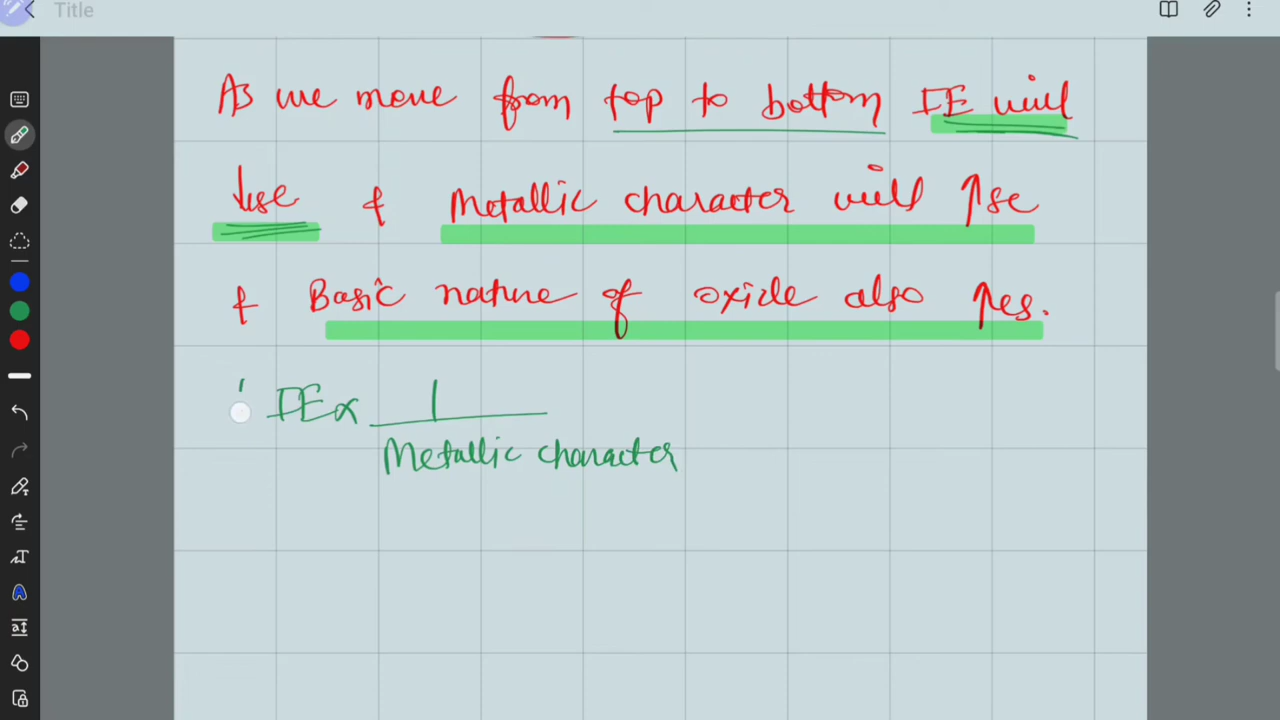 Title
As we move from top to bottom IE will
↓se & Metallic character will ↑se
& Basic nature of oxide also ↑es.
IE ∝ 1
Metallic character